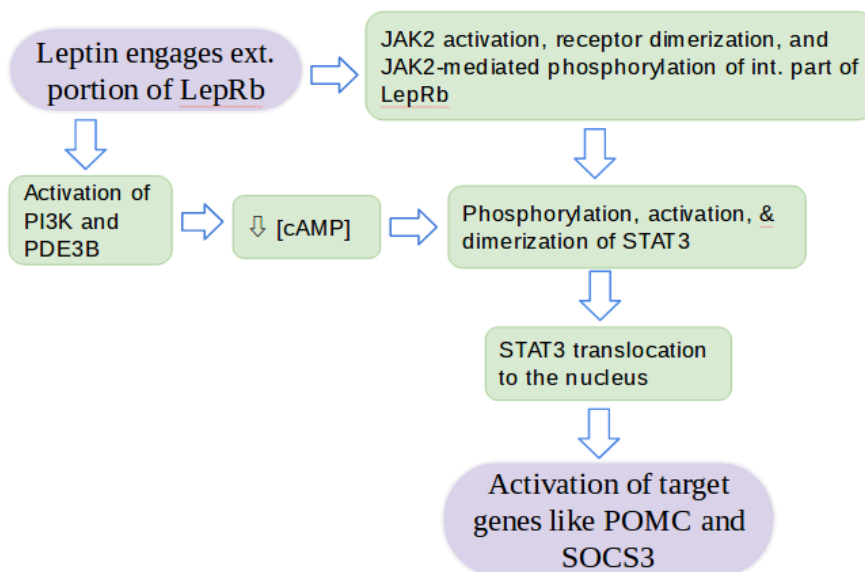 Leptin engages ext.
portion of LepRb
JAK2 activation, receptor dimerization, and
JAK2-mediated phosphorylation of int. part of
LepRb
Activation of
PI3K and
PDE3B
⇩ [cAMP]
Phosphorylation, activation, &
dimerization of STAT3
STAT3 translocation
to the nucleus
Activation of target
genes like POMC and
SOCS3